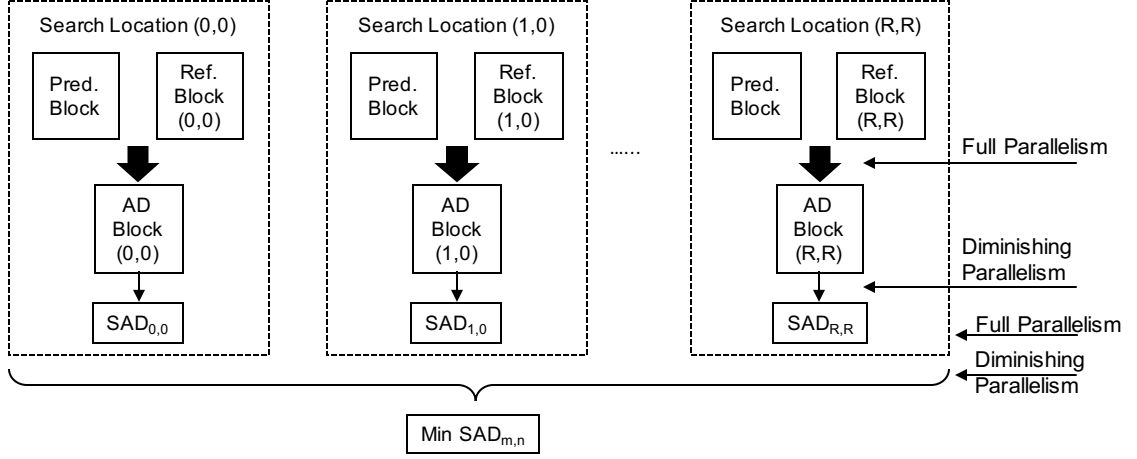 Search Location (0,0)
Pred.
Block
Ref.
Block
(0,0)
AD
Block
(0,0)
SAD0,0
Search Location (1,0)
Pred.
Block
Ref.
Block
(1,0)
AD
Block
(1,0)
SAD1,0
......
Search Location (R,R)
Pred.
Block
Ref.
Block
(R,R)
AD
Block
(R,R)
SADR,R
Full Parallelism
Diminishing
Parallelism
Full Parallelism
Diminishing
Parallelism
Min SADm,n